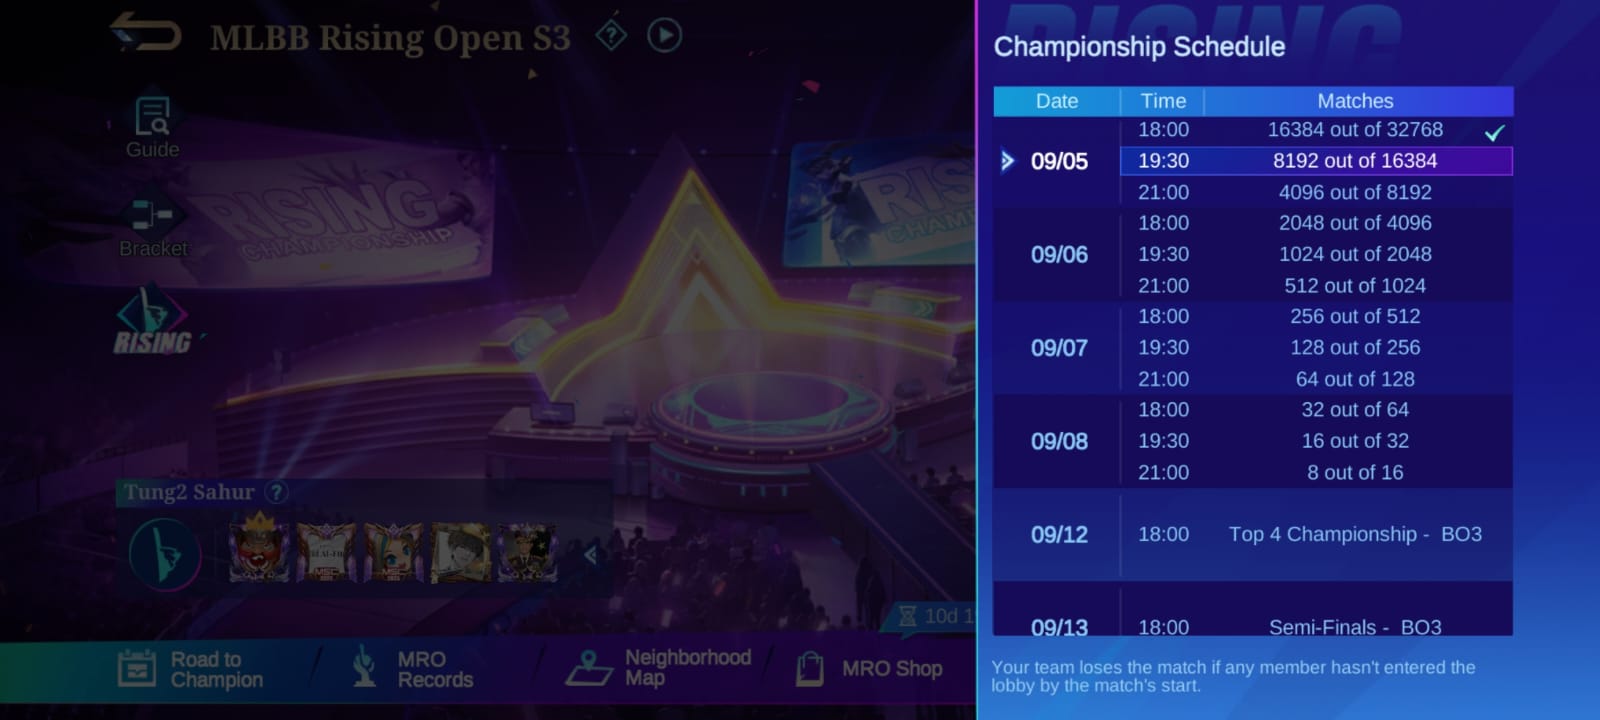 MLBB Rising Open S3
Guide
RISING
CHAMPIONSHIP
Bracket
RISING
Tung2 Sahur
MSC
MSC
10d
Road to
Champion
MRO
Records
Neighborhood
Map
MRO Shop
RISING
Championship Schedule
Date Time Matches
18:00 16384 out of 32768
09/05 19:30 8192 out of 16384
21:00 4096 out of 8192
18:00 2048 out of 4096
09/06 19:30 1024 out of 2048
21:00 512 out of 1024
18:00 256 out of 512
09/07 19:30 128 out of 256
21:00 64 out of 128
18:00 32 out of 64
09/08 19:30 16 out of 32
21:00 8 out of 16
09/12 18:00 Top 4 Championship - BO3
09/13 18:00 Semi-Finals - BO3
Your team loses the match if any member hasn't entered the
lobby by the match's start.